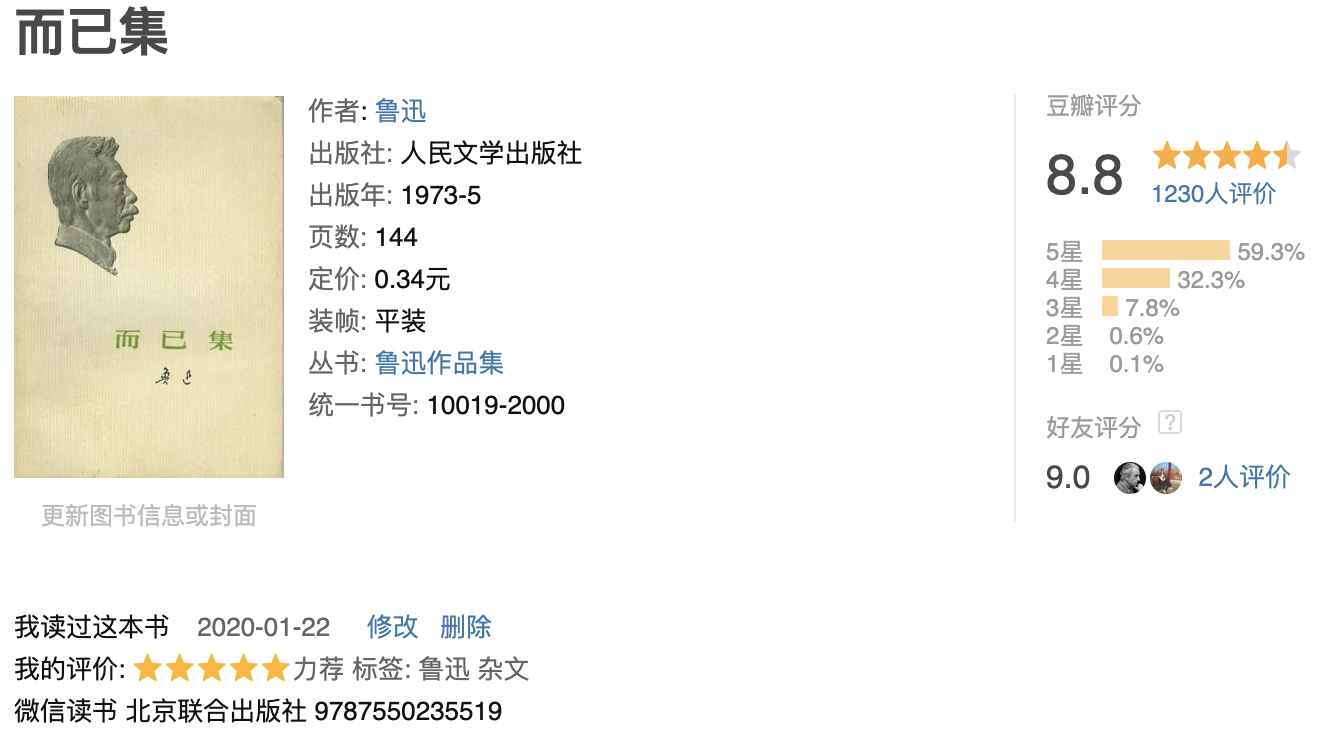 而已集
而已集
鲁迅
更新图书信息或封面
作者: 鲁迅
出版社: 人民文学出版社
出版年: 1973-5
页数: 144
定价: 0.34元
装帧: 平装
丛书: 鲁迅作品集
统一书号: 10019-2000
豆瓣评分
8.8
1230人评价
5星 59.3%
4星 32.3%
3星 7.8%
2星 0.6%
1星 0.1%
好友评分 ?
9.0 2人评价
我读过这本书 2020-01-22 修改 删除
我的评价: 力荐 标签: 鲁迅 杂文
微信读书 北京联合出版社 9787550235519